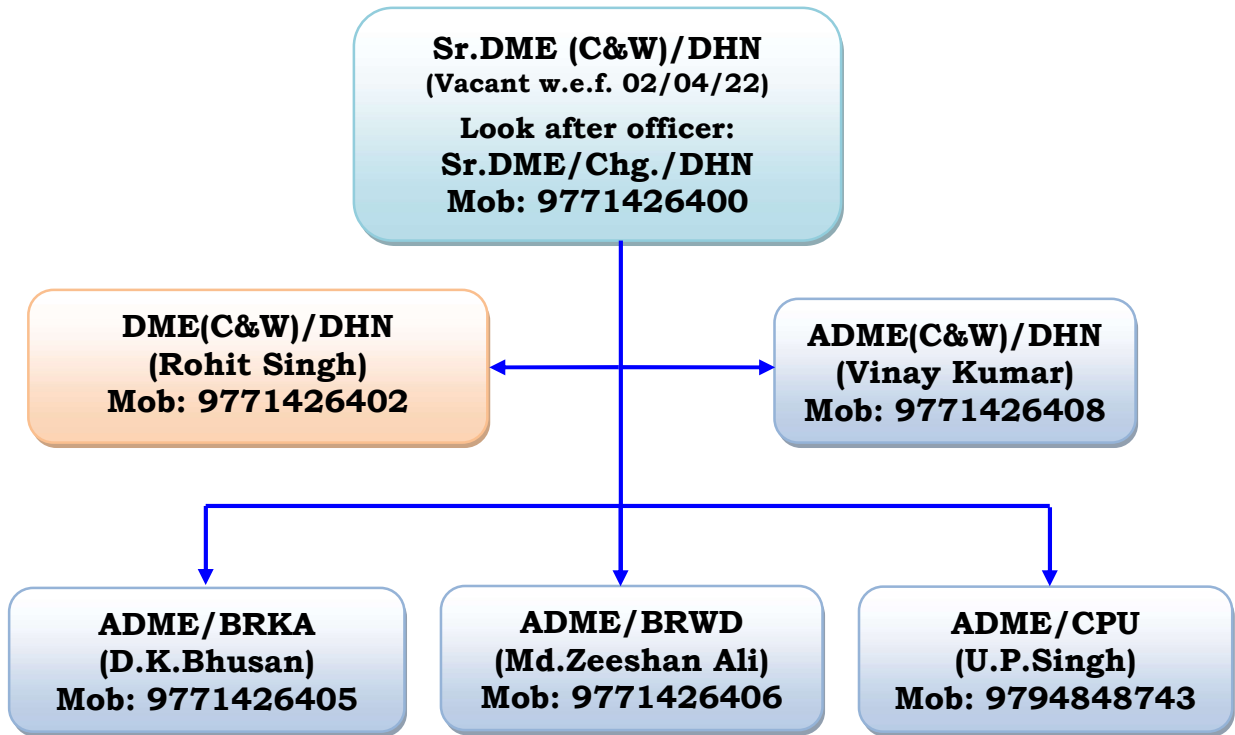 Sr.DME (C&W)/DHN
(Vacant w.e.f. 02/04/22)
Look after officer:
Sr.DME/Chg./DHN
Mob: 9771426400
DME(C&W)/DHN
(Rohit Singh)
Mob: 9771426402
ADME(C&W)/DHN
(Vinay Kumar)
Mob: 9771426408
ADME/BRKA
(D.K.Bhusan)
Mob: 9771426405
ADME/BRWD
(Md.Zeeshan Ali)
Mob: 9771426406
ADME/CPU
(U.P.Singh)
Mob: 9794848743